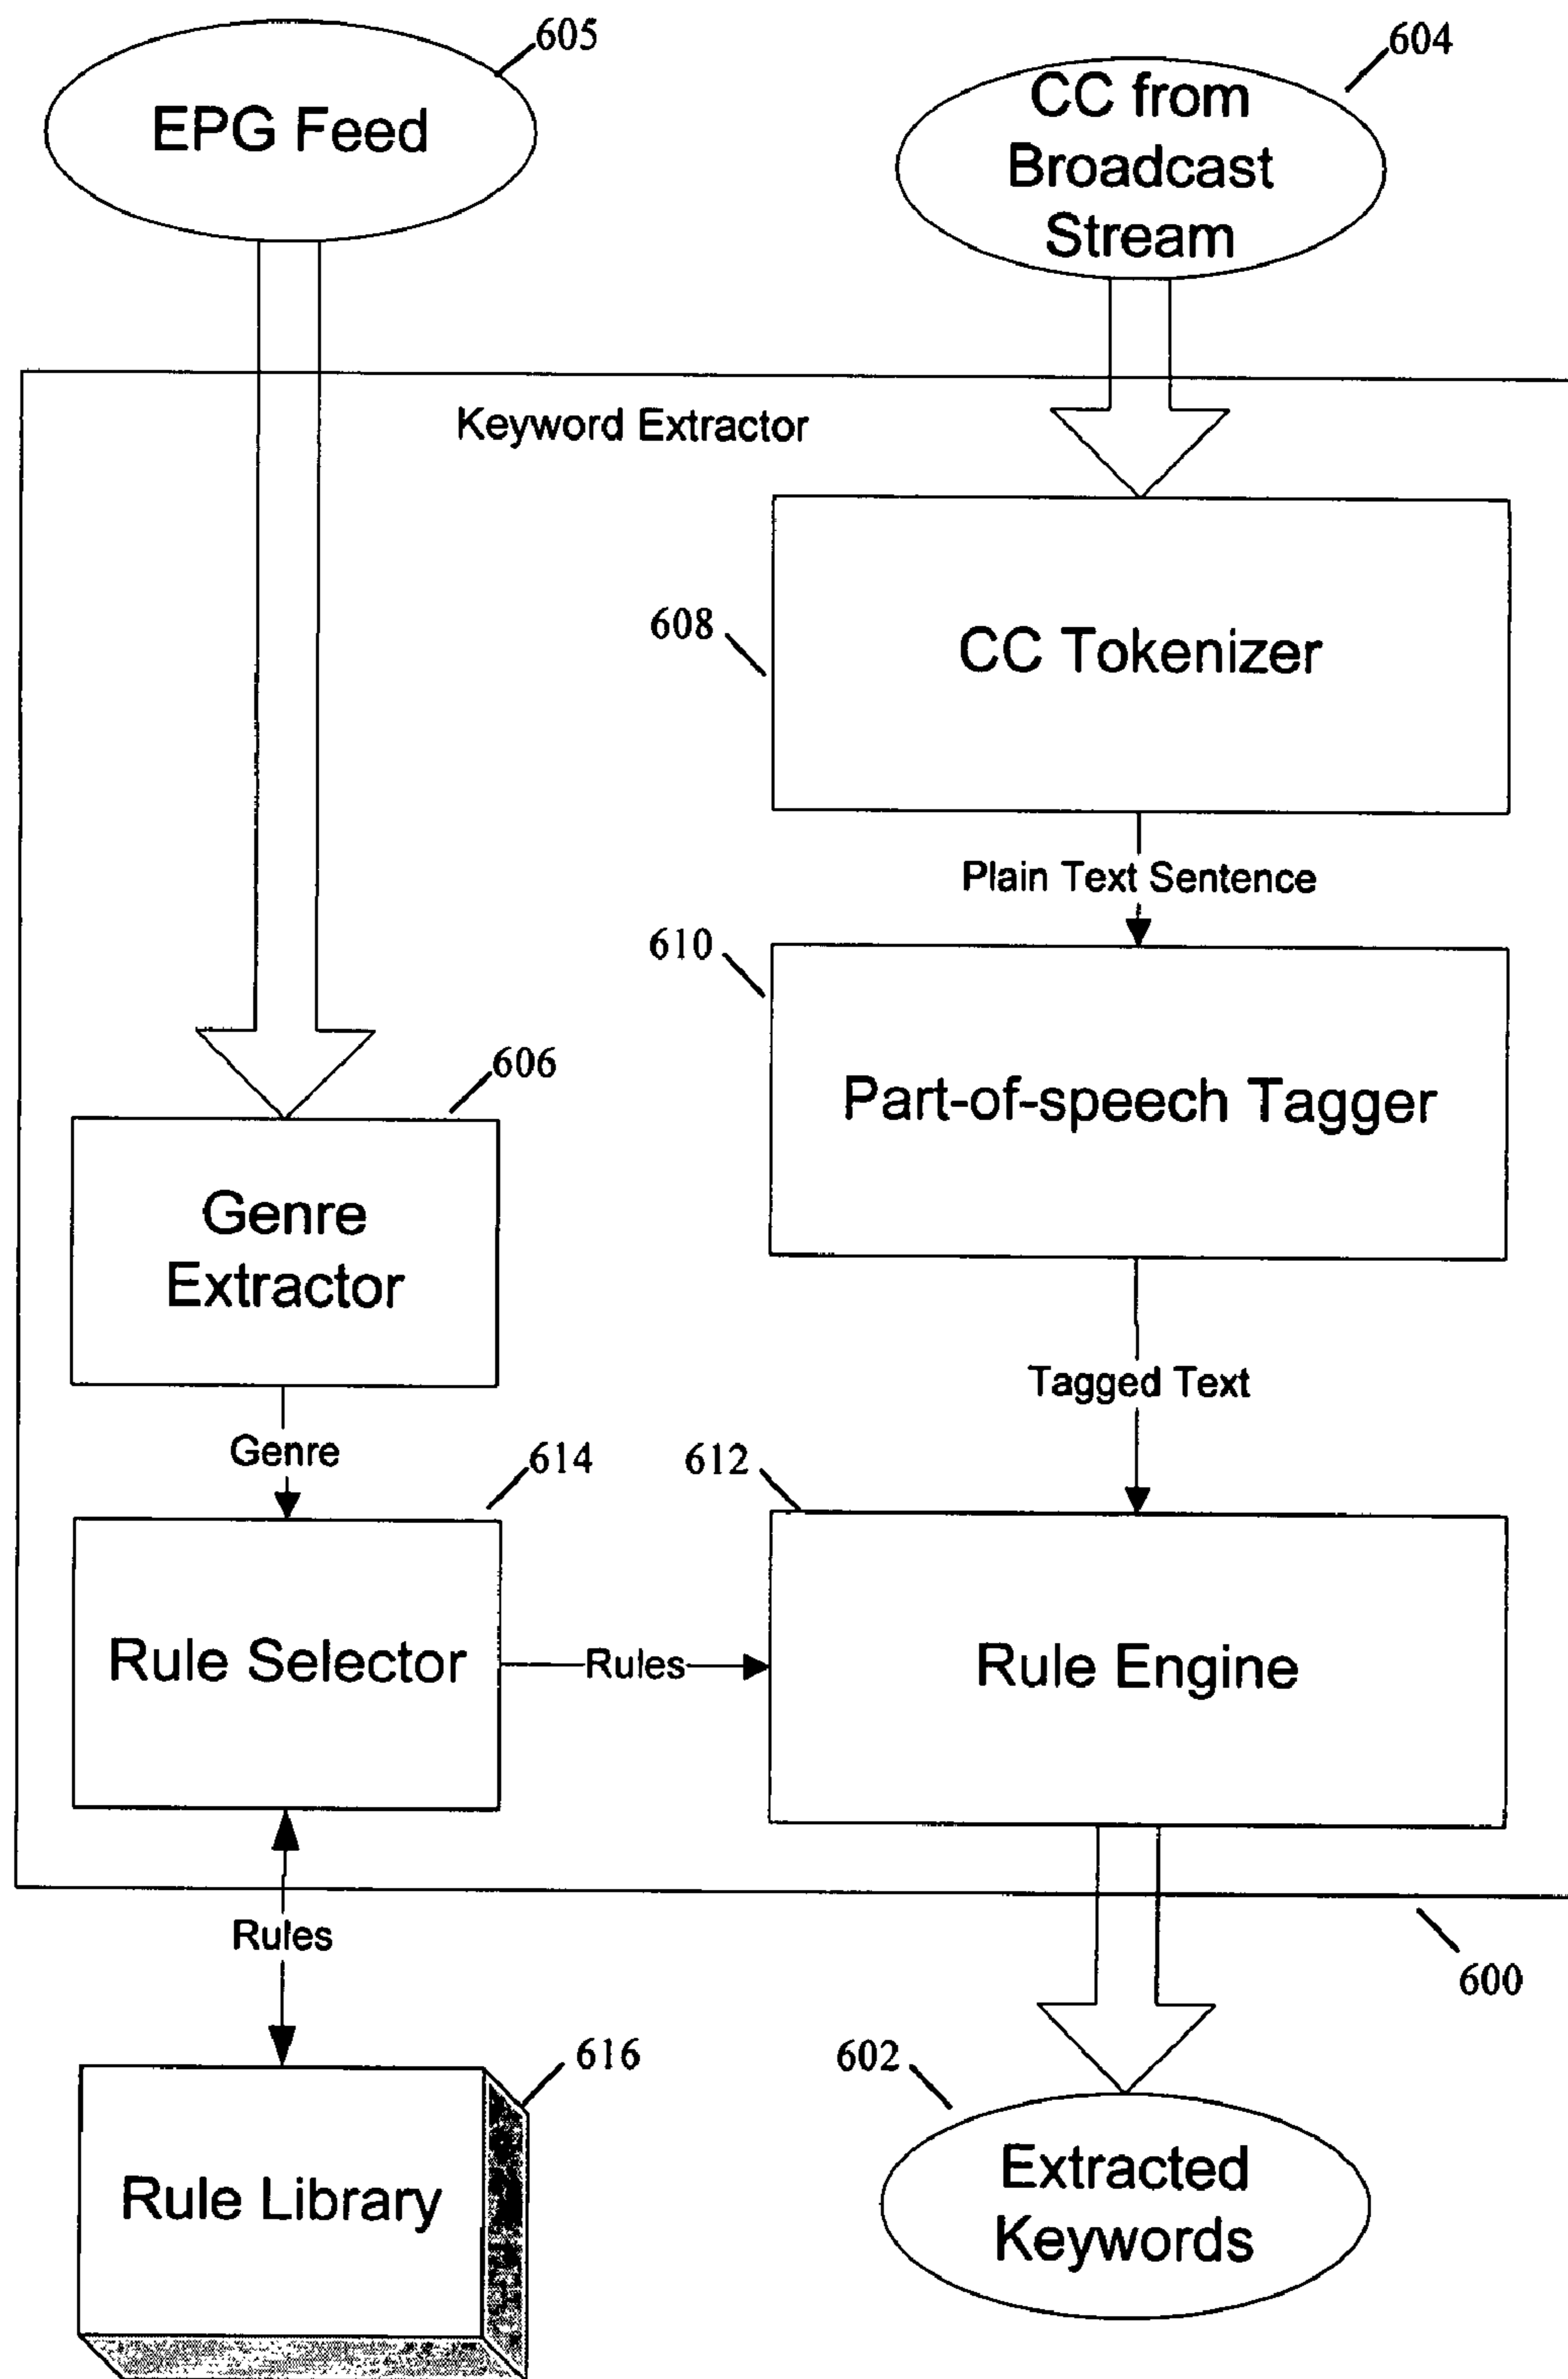 605
EPG Feed
604
CC from
Broadcast
Stream
Keyword Extractor
608
CC Tokenizer
Plain Text Sentence
610
Part-of-speech Tagger
606
Genre
Extractor
Tagged Text
Genre
614
612
Rule Selector
Rules
Rule Engine
Rules
600
616
602
Rule Library
Extracted
Keywords